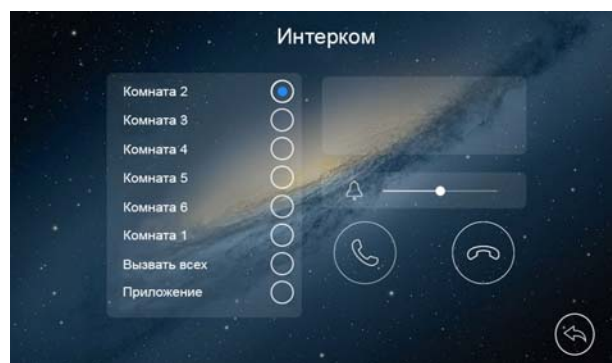 Интерком
Комната 2
Комната 3
Комната 4
Комната 5
Комната 6
Комната 1
Вызвать всех
Приложение